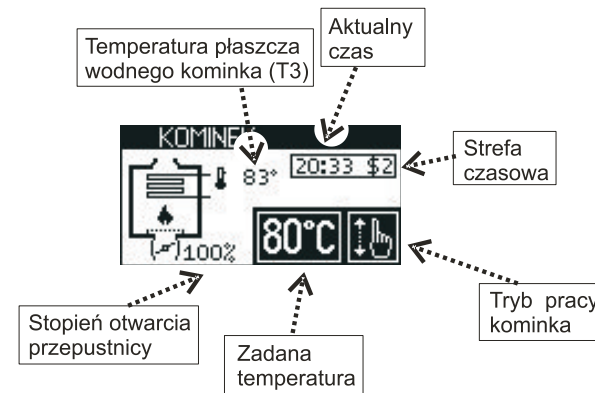 Aktualny
czas
Temperatura płaszcza
wodnego kominka (T3)
KOMINEK
83°
20:33 $2
Strefa
czasowa
80°C
100%
Stopień otwarcia
przepustnicy
Zadana
temperatura
Tryb pracy
kominka